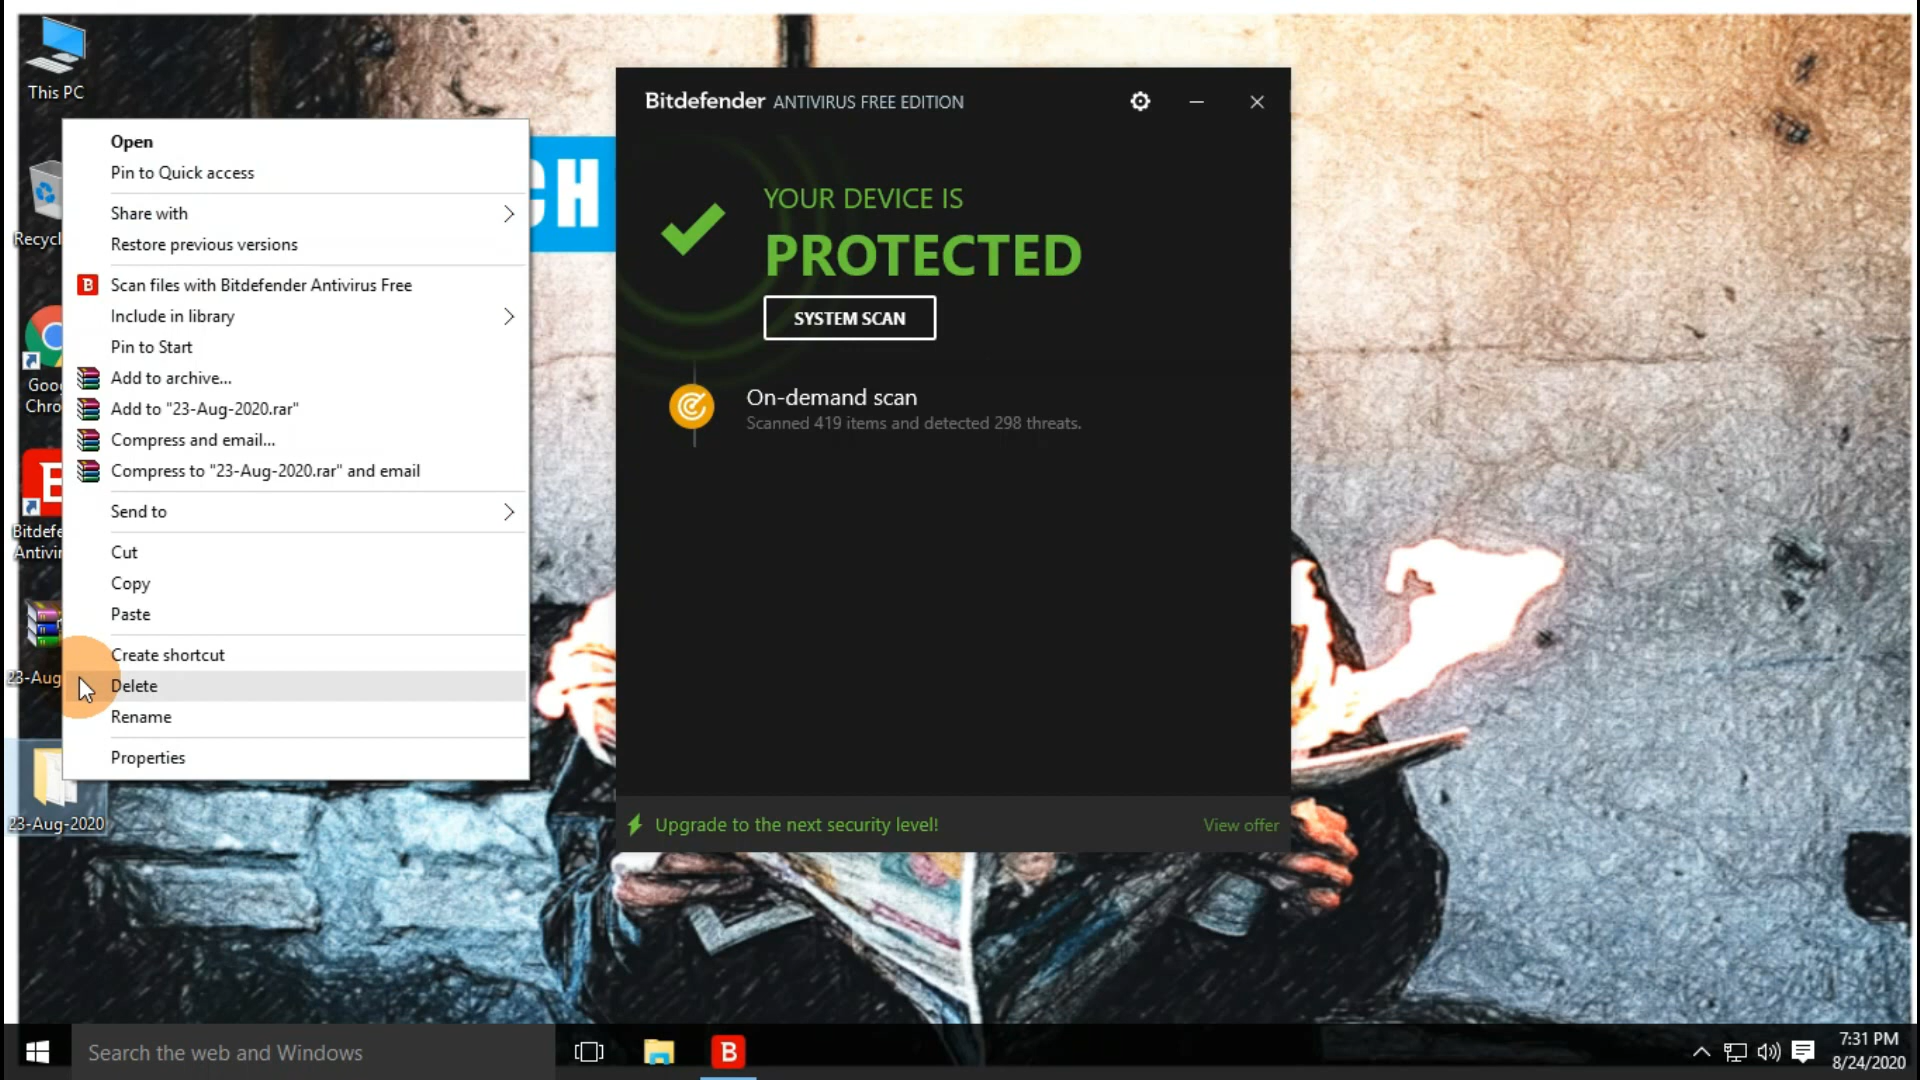 This PC
Recycl
Goo
Chro
Bitdefe
Antivir
23-Aug
23-Aug-2020
Open
Pin to Quick access
Share with
Restore previous versions
B
Scan files with Bitdefender Antivirus Free
Include in library
Pin to Start
Add to archive...
Add to "23-Aug-2020.rar"
Compress and email...
Compress to "23-Aug-2020.rar" and email
Send to
Cut
Copy
Paste
Create shortcut
Delete
Rename
Properties
CH
Bitdefender ANTIVIRUS FREE EDITION
YOUR DEVICE IS
PROTECTED
SYSTEM SCAN
On-demand scan
Scanned 419 items and detected 298 threats.
Upgrade to the next security level!
View offer
Search the web and Windows
B
7:31 PM
8/24/2020